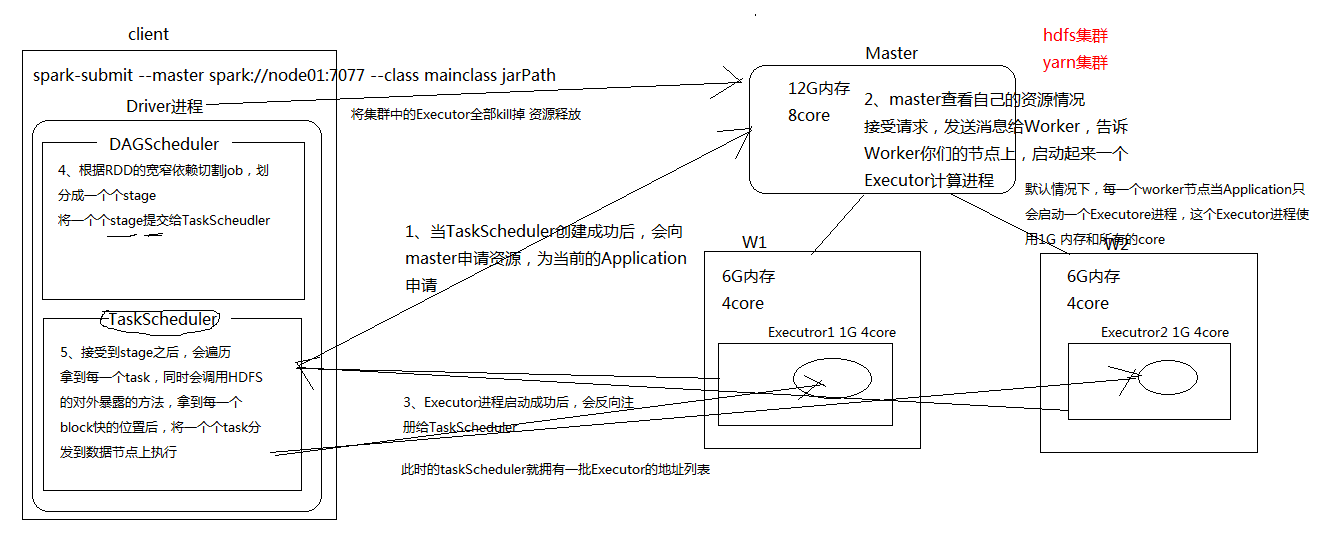 client
spark-submit --master spark://node01:7077 --class mainclass jarPath
Driver进程
DAGScheduler
4、根据RDD的宽窄依赖切割job，划
分成一个个stage
将一个个stage提交给TaskScheudler
TaskScheduler
5、接受到stage之后，会遍历
拿到每一个task，同时会调用HDFS
的对外暴露的方法，拿到每一个
block快的位置后，将一个个task分
发到数据节点上执行
将集群中的Executor全部kill掉 资源释放
1、当TaskScheduler创建成功后，会向
master申请资源，为当前的Application
申请
3、Executor进程启动成功后，会反向注
册给TaskScheduler
此时的taskScheduler就拥有一批Executor的地址列表
Master
12G内存
8core
2、master查看自己的资源情况
接受请求，发送消息给Worker，告诉
Worker你们的节点上，启动起来一个
Executor计算进程
hdfs集群
yarn集群
默认情况下，每一个worker节点当Application只
会启动一个Executore进程，这个Executor进程使
用1G 内存和所有的core
W1
6G内存
4core
Executror1 1G 4core
W2
6G内存
4core
Executror2 1G 4core